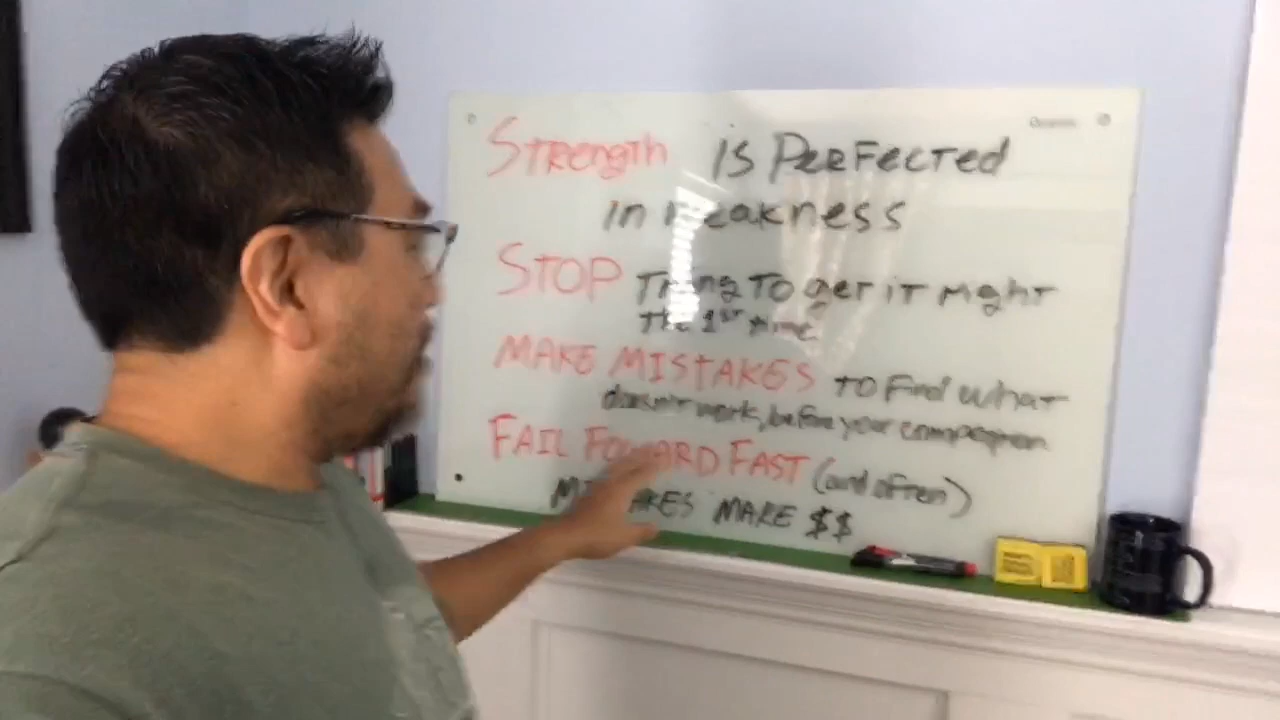 Strength is Perfected
in weakness
STOP Trying To get it right
the 1st time
MAKE MISTAKES to Find what
doesn't work, before your competition
FAIL FORWARD FAST (and often)
MISTAKES MAKE $$